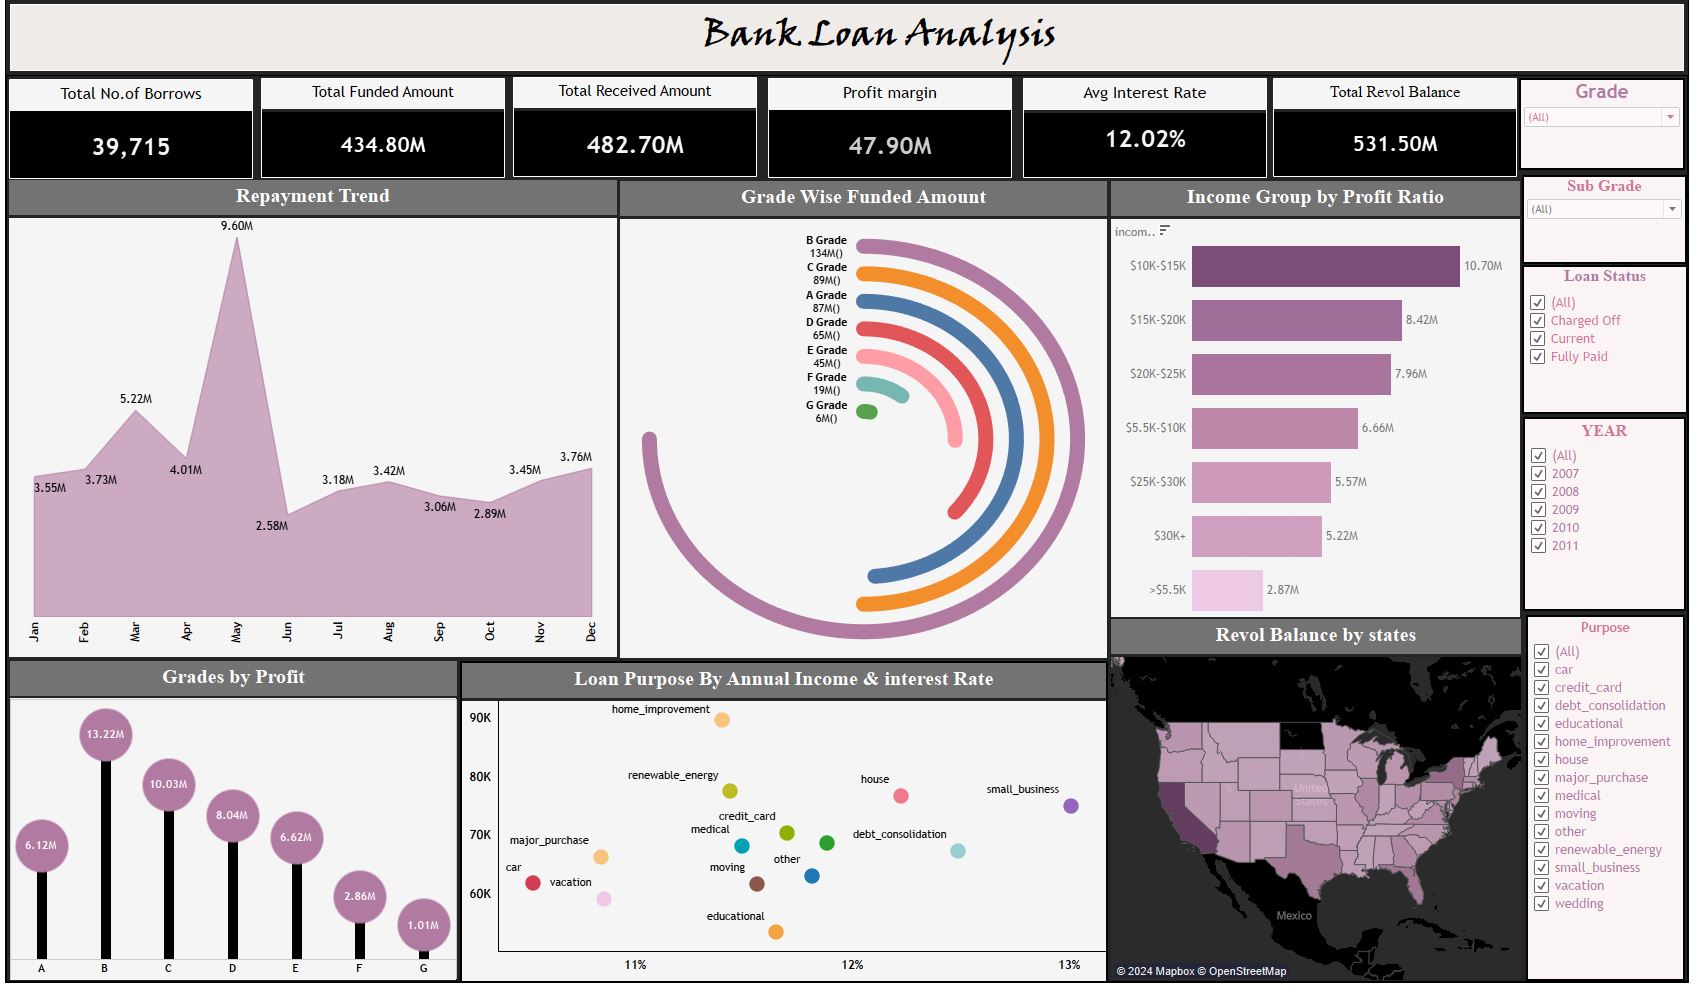 Bank Loan Analysis
Total No.of Borrows
39,715
Total Funded Amount
434.80M
Total Received Amount
482.70M
Profit margin
47.90M
Avg Interest Rate
12.02%
Total Revol Balance
531.50M
Grade
(All)
Sub Grade
(All)
Loan Status
(All)
Charged Off
Current
Fully Paid
YEAR
(All)
2007
2008
2009
2010
2011
Purpose
(All)
car
credit_card
debt_consolidation
educational
home_improvement
house
major_purchase
medical
moving
other
renewable_energy
small_business
vacation
wedding
Repayment Trend
9.60M
5.22M
4.01M
3.55M
3.73M
2.58M
3.18M
3.42M
3.06M
2.89M
3.45M
3.76M
Jan
Feb
Mar
Apr
May
Jun
Jul
Aug
Sep
Oct
Nov
Dec
Grade Wise Funded Amount
B Grade
134M()
C Grade
89M()
A Grade
87M()
D Grade
65M()
E Grade
45M()
F Grade
19M()
G Grade
6M()
Income Group by Profit Ratio
incom..
$10K-$15K 10.70M
$15K-$20K 8.42M
$20K-$25K 7.96M
$5.5K-$10K 6.66M
$25K-$30K 5.57M
$30K+ 5.22M
>$5.5K 2.87M
Grades by Profit
6.12M
13.22M
10.03M
8.04M
6.62M
2.86M
1.01M
A B C D E F G
Loan Purpose By Annual Income & interest Rate
90K
80K
70K
60K
home_improvement
renewable_energy
house
small_business
credit_card
medical
debt_consolidation
major_purchase
other
moving
car
vacation
educational
11% 12% 13%
Revol Balance by states
United
States
Mexico
© 2024 Mapbox © OpenStreetMap